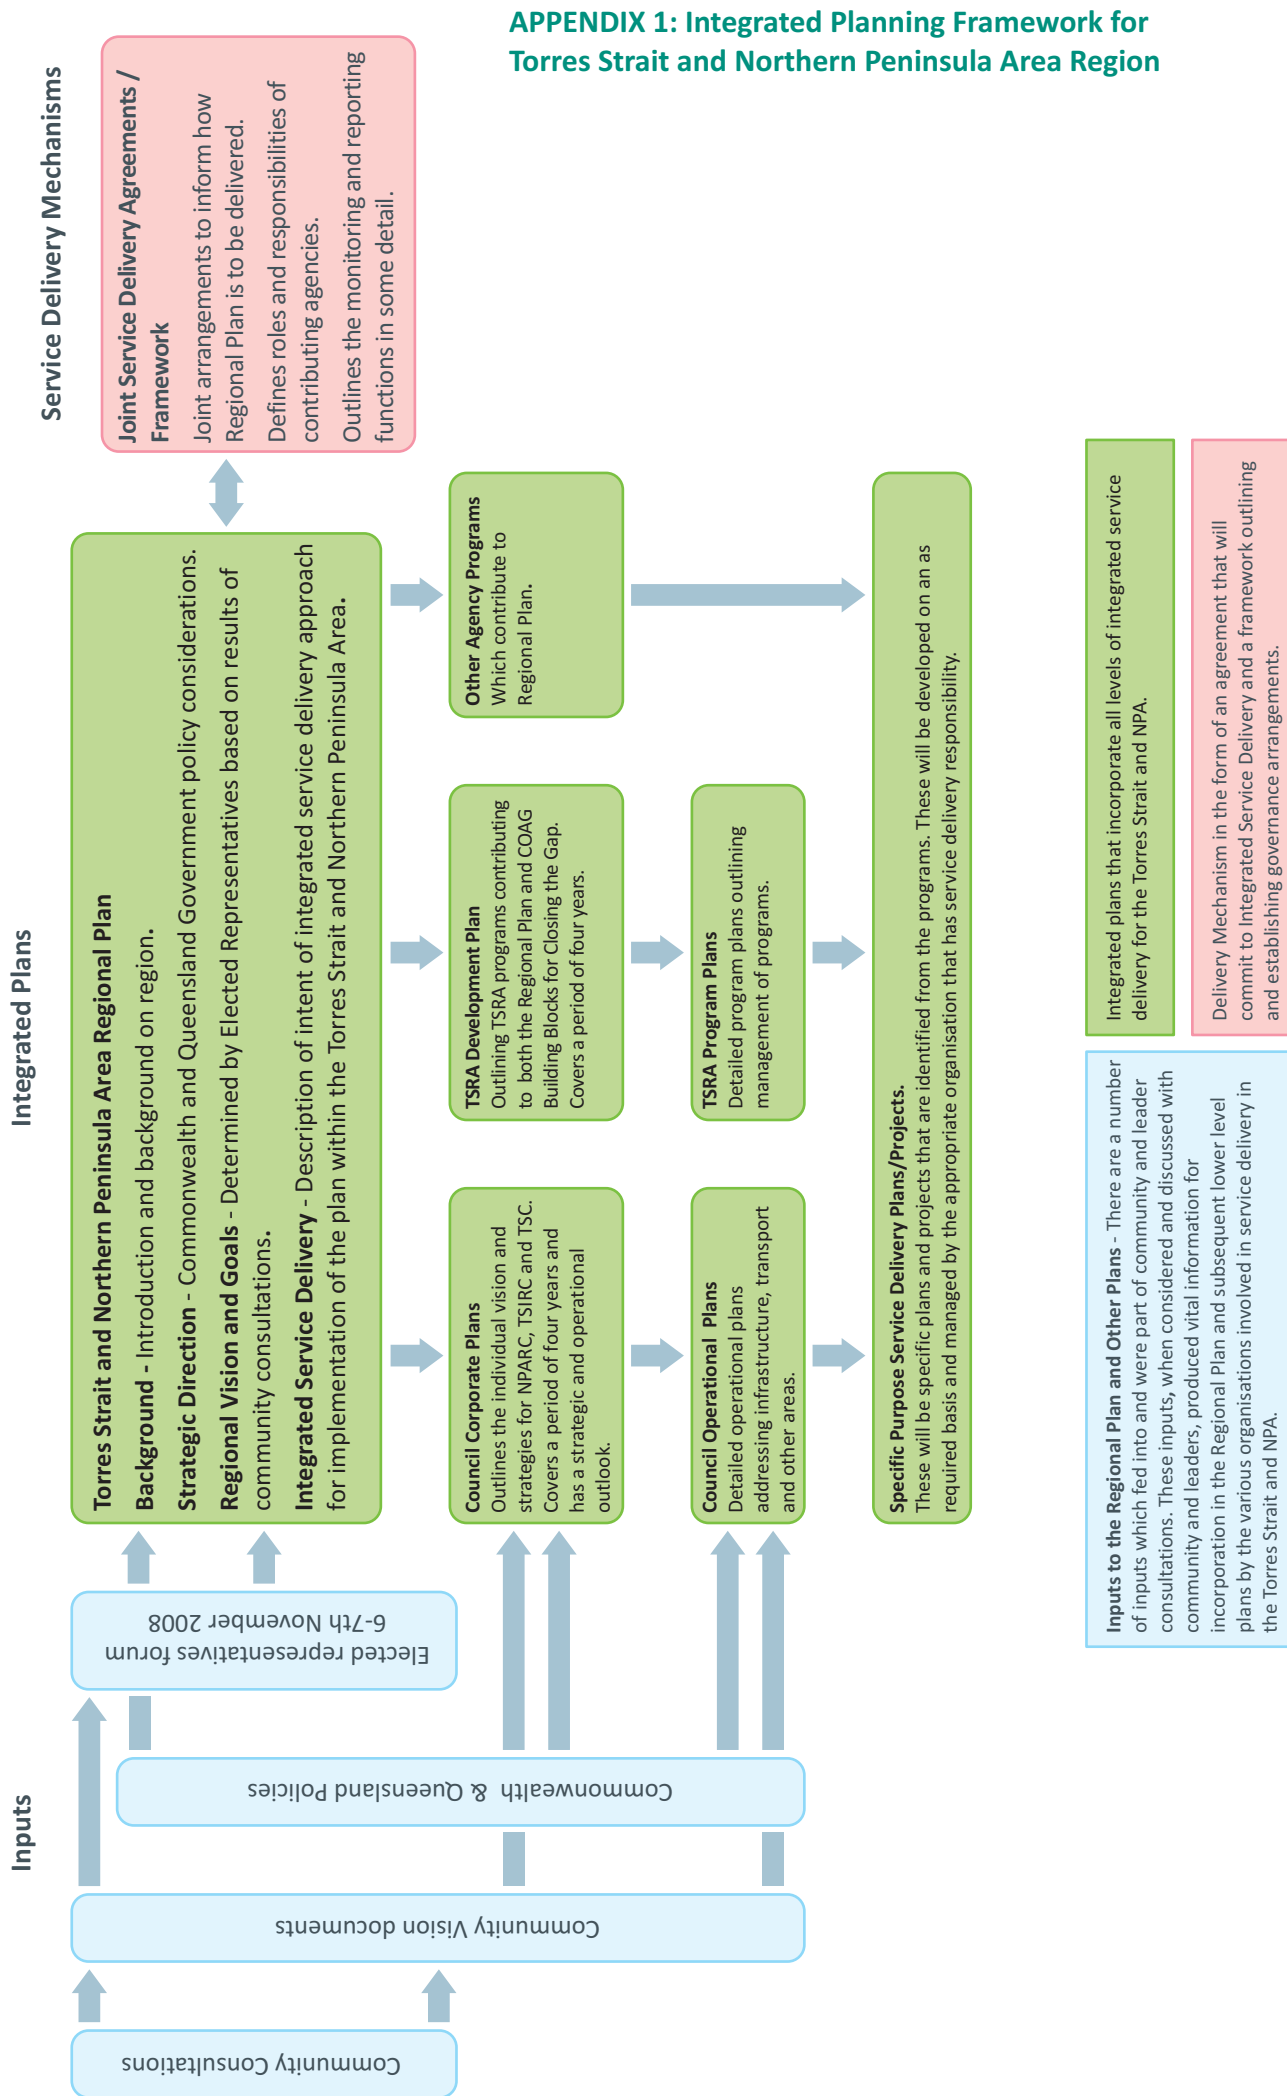 APPENDIX 1: Integrated Planning Framework for
Torres Strait and Northern Peninsula Area Region
Inputs
Integrated Plans
Service Delivery Mechanisms
Community Consultations
Community Vision documents
Commonwealth & Queensland Policies
Elected representatives forum
6-7th November 2008
Torres Strait and Northern Peninsula Area Regional Plan
Background - Introduction and background on region.
Strategic Direction - Commonwealth and Queensland Government policy considerations.
Regional Vision and Goals - Determined by Elected Representatives based on results of
community consultations.
Integrated Service Delivery - Description of intent of integrated service delivery approach
for implementation of the plan within the Torres Strait and Northern Peninsula Area.
Joint Service Delivery Agreements /
Framework
Joint arrangements to inform how
Regional Plan is to be delivered.
Defines roles and responsibilities of
contributing agencies.
Outlines the monitoring and reporting
functions in some detail.
Council Corporate Plans
Outlines the individual vision and
strategies for NPARC, TSIRC and TSC.
Covers a period of four years and
has a strategic and operational
outlook.
TSRA Development Plan
Outlining TSRA programs contributing
to both the Regional Plan and COAG
Building Blocks for Closing the Gap.
Covers a period of four years.
Other Agency Programs
Which contribute to
Regional Plan.
Council Operational Plans
Detailed operational plans
addressing infrastructure, transport
and other areas.
TSRA Program Plans
Detailed program plans outlining
management of programs.
Specific Purpose Service Delivery Plans/Projects.
These will be specific plans and projects that are identified from the programs. These will be developed on an as
required basis and managed by the appropriate organisation that has service delivery responsibility.
Inputs to the Regional Plan and Other Plans - There are a number
of inputs which fed into and were part of community and leader
consultations. These inputs, when considered and discussed with
community and leaders, produced vital information for
incorporation in the Regional Plan and subsequent lower level
plans by the various organisations involved in service delivery in
the Torres Strait and NPA.
Integrated plans that incorporate all levels of integrated service
delivery for the Torres Strait and NPA.
Delivery Mechanism in the form of an agreement that will
commit to Integrated Service Delivery and a framework outlining
and establishing governance arrangements.